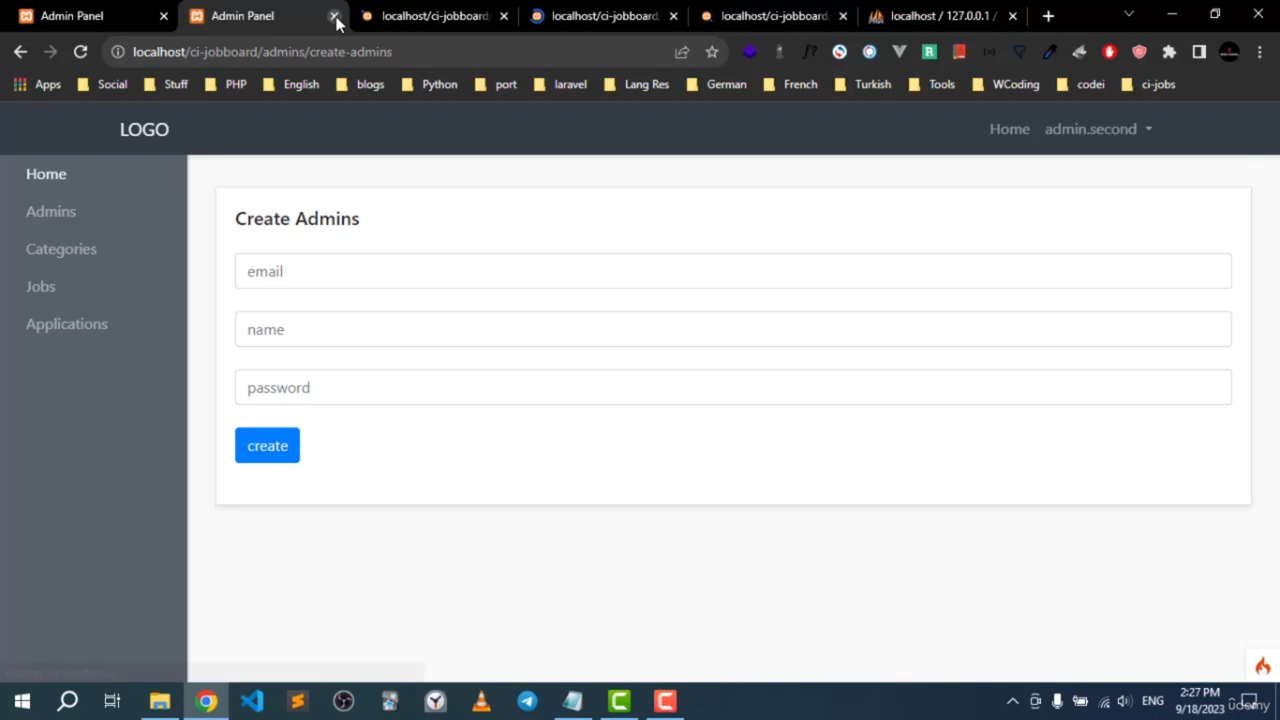 Admin Panel
Admin Panel
localhost/ci-jobboard
localhost/ci-jobboard
localhost/ci-jobboard
localhost / 127.0.0.1 /
localhost/ci-jobboard/admins/create-admins
Apps
Social
Stuff
PHP
English
blogs
Python
port
laravel
Lang Res
German
French
Turkish
Tools
WCoding
codei
ci-jobs
LOGO
Home
admin.second
Home
Admins
Categories
Jobs
Applications
Create Admins
email
name
password
create
ENG
2:27 PM
9/18/2023
ûdemy